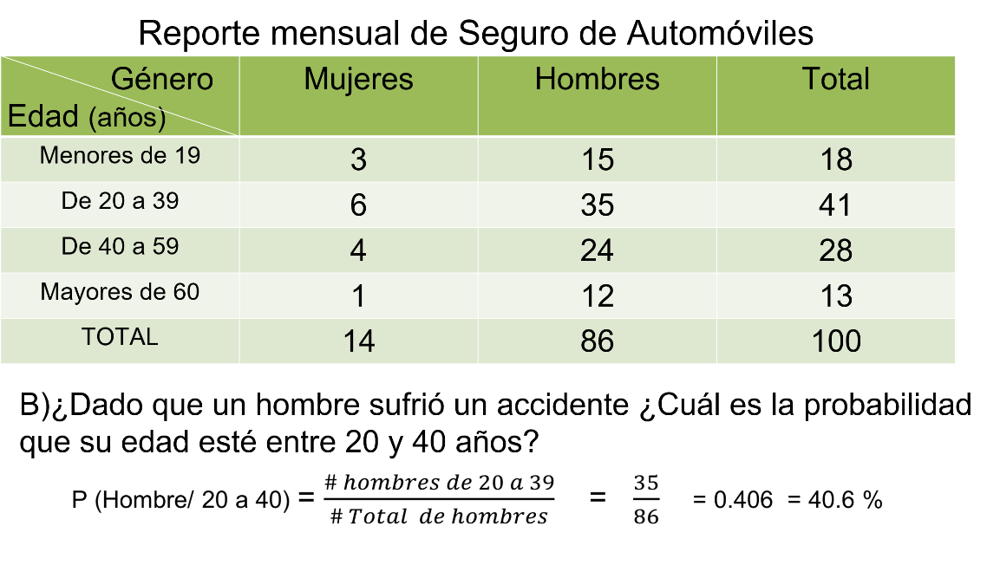 Reporte mensual de Seguro de Automóviles
Género Mujeres Hombres Total
Edad (años)
Menores de 19 3 15 18
De 20 a 39 6 35 41
De 40 a 59 4 24 28
Mayores de 60 1 12 13
TOTAL 14 86 100
B)¿Dado que un hombre sufrió un accidente ¿Cuál es la probabilidad
que su edad esté entre 20 y 40 años?
P (Hombre/ 20 a 40) = # hombres de 20 a 39 / # Total de hombres = 35 / 86 = 0.406 = 40.6 %